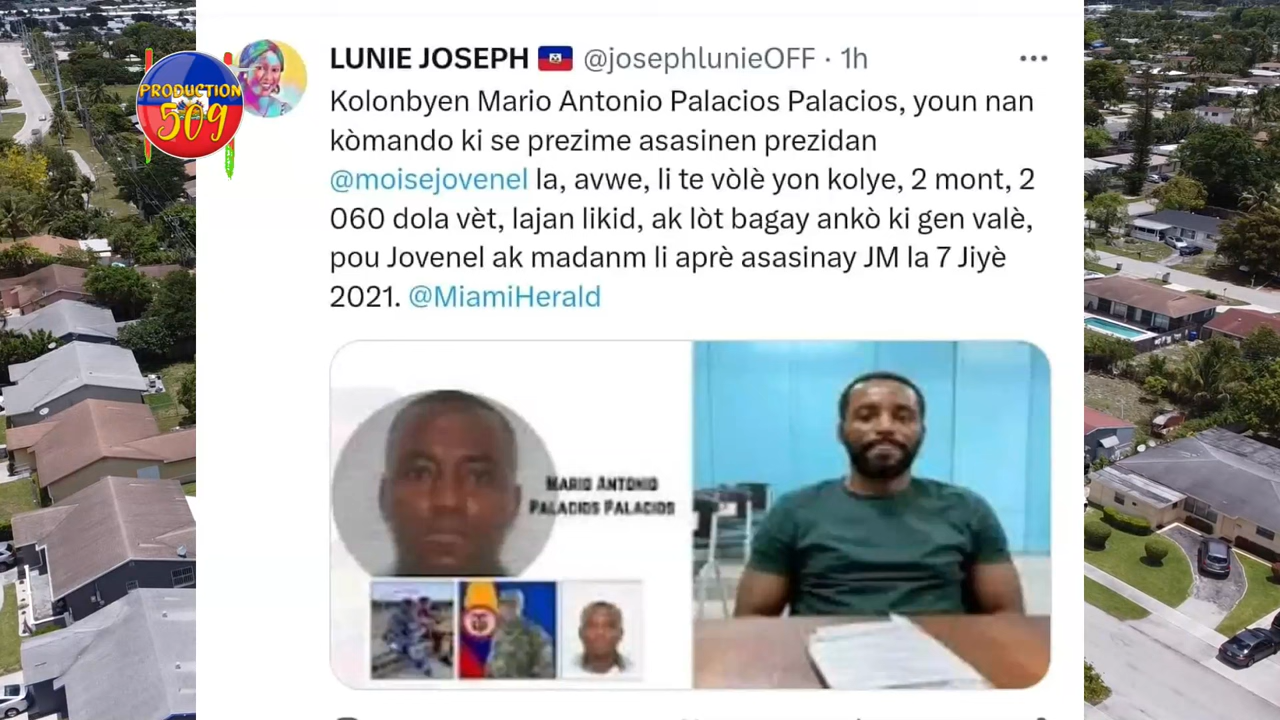 PRODUCTION
509
LUNIE JOSEPH @josephlunieOFF · 1h
Kolonbyen Mario Antonio Palacios Palacios, youn nan
kòmando ki se prezime asasinen prezidan
@moisejovenel la, avwe, li te vòlè yon kolye, 2 mont, 2
060 dola vèt, lajan likid, ak lòt bagay ankò ki gen valè,
pou Jovenel ak madanm li aprè asasinay JM la 7 Jiyè
2021. @MiamiHerald
MARIO ANTONIO
PALACIOS PALACIOS